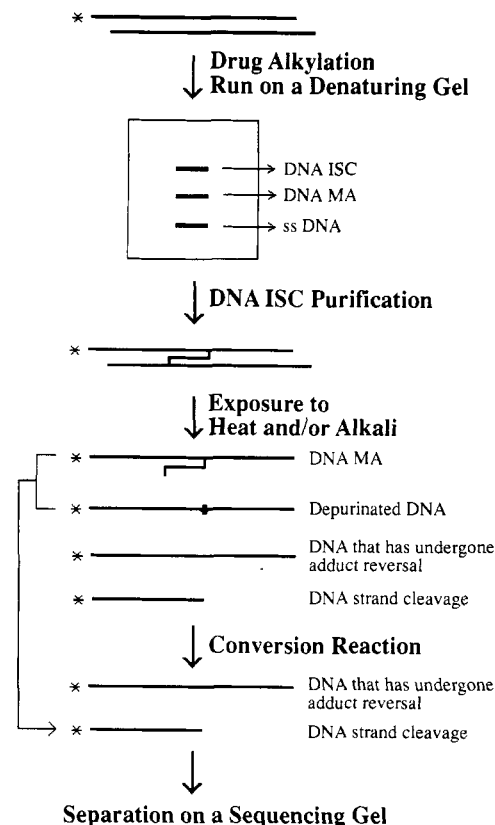 *
Drug Alkylation
Run on a Denaturing Gel
DNA ISC
DNA MA
ss DNA
DNA ISC Purification
*
Exposure to
Heat and/or Alkali
* DNA MA
* Depurinated DNA
* DNA that has undergone
adduct reversal
* DNA strand cleavage
Conversion Reaction
* DNA that has undergone
adduct reversal
* DNA strand cleavage
Separation on a Sequencing Gel